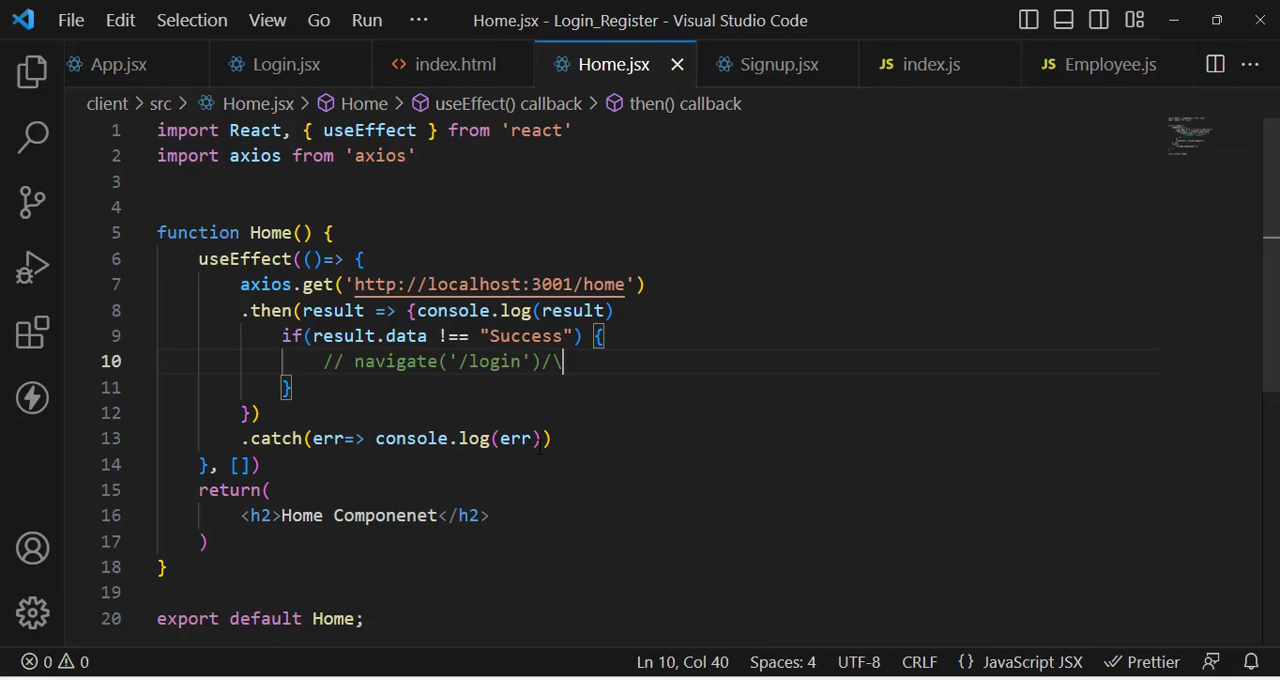 File Edit Selection View Go Run ··· Home.jsx - Login_Register - Visual Studio Code
App.jsx Login.jsx <> index.html Home.jsx Signup.jsx JS index.js JS Employee.js ···
client > src > Home.jsx > Home > useEffect() callback > then() callback
1 import React, { useEffect } from 'react'
2 import axios from 'axios'
3
4
5 function Home() {
6 useEffect(()=> {
7 axios.get('http://localhost:3001/home')
8 .then(result => {console.log(result)
9 if(result.data !== "Success") {
10 // navigate('/login')/\
11 }
12 })
13 .catch(err=> console.log(err))
14 }, [])
15 return(
16 <h2>Home Componenet</h2>
17 )
18 }
19
20 export default Home;
0 0 Ln 10, Col 40 Spaces: 4 UTF-8 CRLF {} JavaScript JSX Prettier